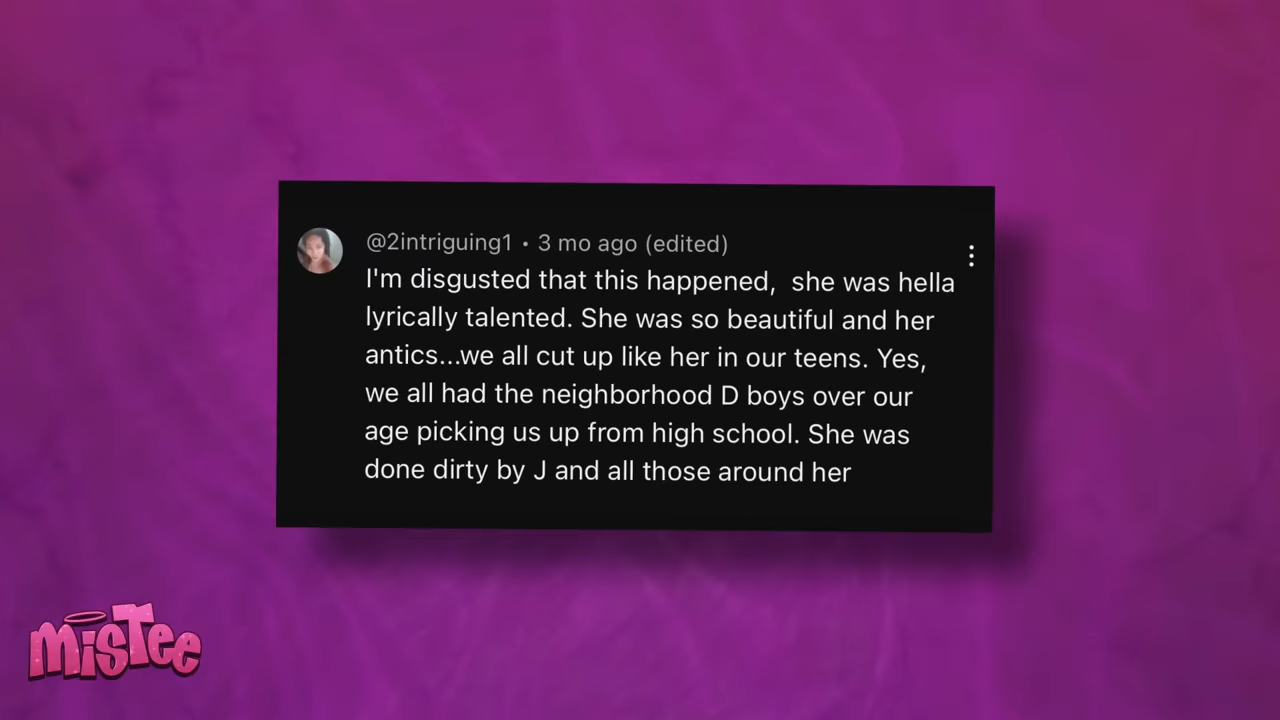 @2intriguing1 • 3 mo ago (edited)
I'm disgusted that this happened,  she was hella
lyrically talented. She was so beautiful and her
antics...we all cut up like her in our teens. Yes,
we all had the neighborhood D boys over our
age picking us up from high school. She was
done dirty by J and all those around her
MisTee